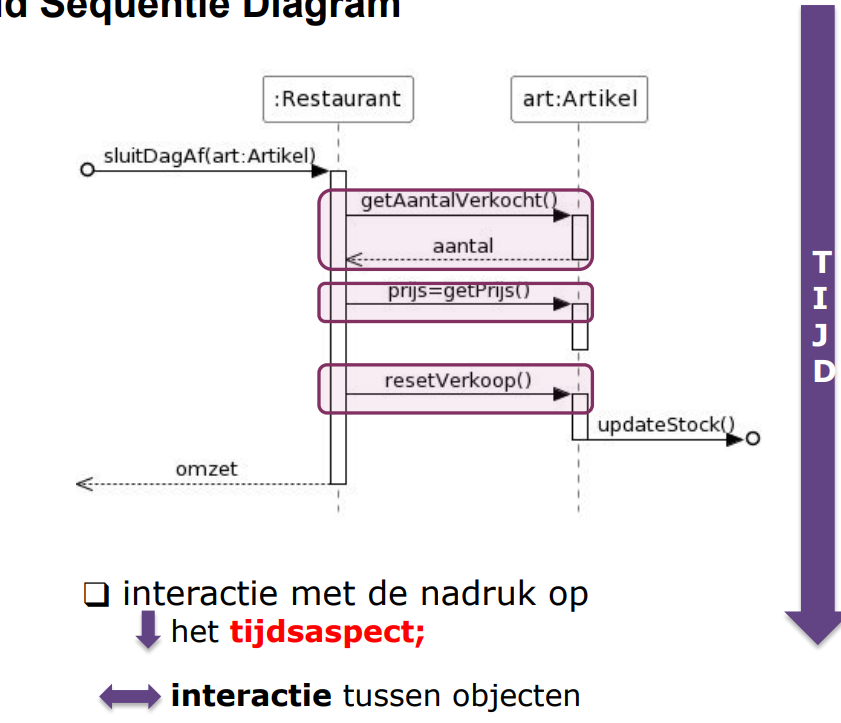 d Sequentie Diagram
:Restaurant
art:Artikel
sluitDagAf(art:Artikel)
getAantalVerkocht()
aantal
prijs=getPrijs()
resetVerkoop()
updateStock()
omzet
T
I
J
D
interactie met de nadruk op
het tijdsaspect;
interactie tussen objecten